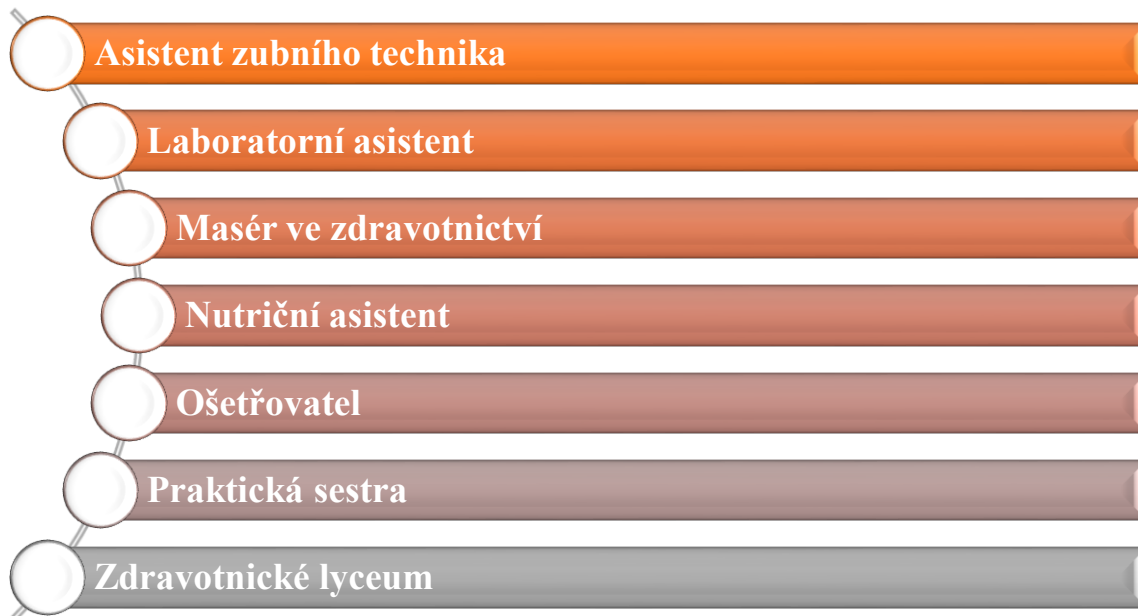 Asistent zubního technika
Laboratorní asistent
Masér ve zdravotnictví
Nutriční asistent
Ošetřovatel
Praktická sestra
Zdravotnické lyceum